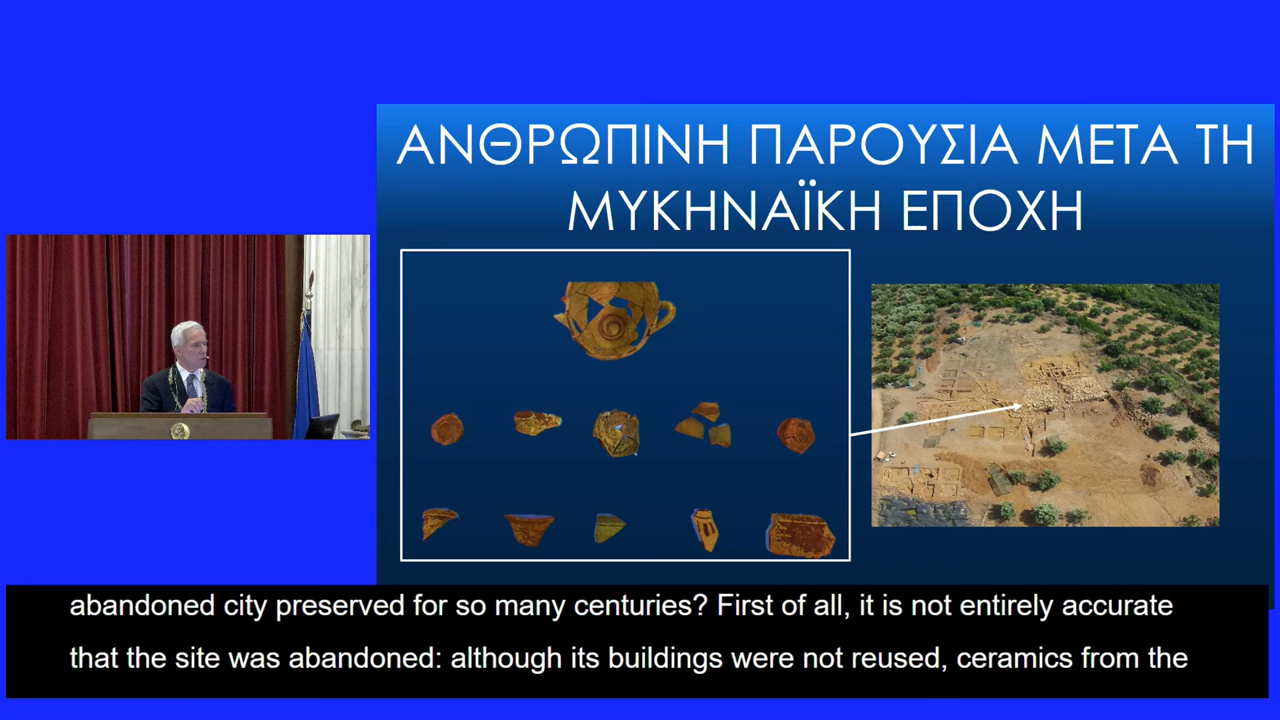 ΑΝΘΡΩΠΙΝΗ ΠΑΡΟΥΣΙΑ ΜΕΤΑ ΤΗ
ΜΥΚΗΝΑΪΚΗ ΕΠΟΧΗ
abandoned city preserved for so many centuries? First of all, it is not entirely accurate
that the site was abandoned: although its buildings were not reused, ceramics from the